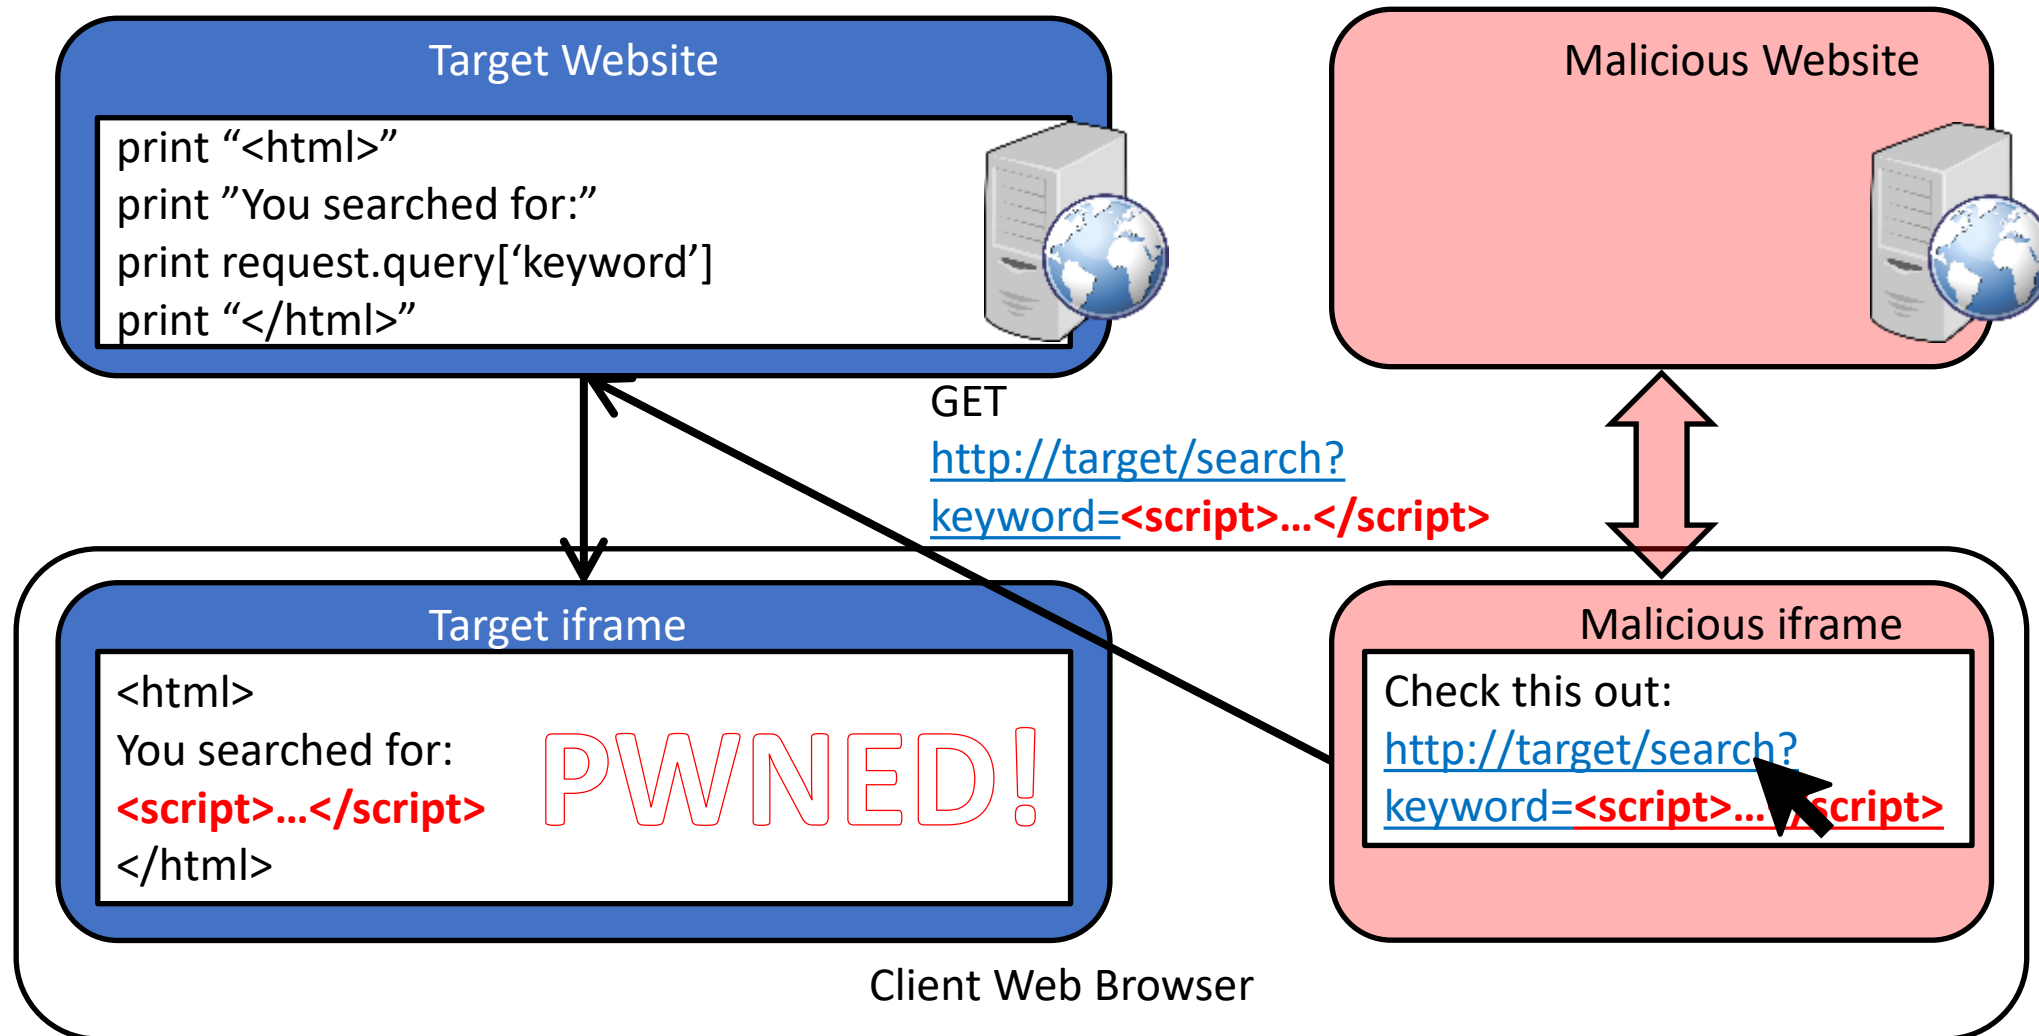 Target Website
print “<html>”
print ”You searched for:”
print request.query[‘keyword’]
print “</html>”
Malicious Website
GET
http://target/search?
keyword=<script>…</script>
Target iframe
<html>
You searched for:
<script>…</script>
</html>
PWNED!
Malicious iframe
Check this out:
http://target/search?
keyword=<script>…</script>
Client Web Browser